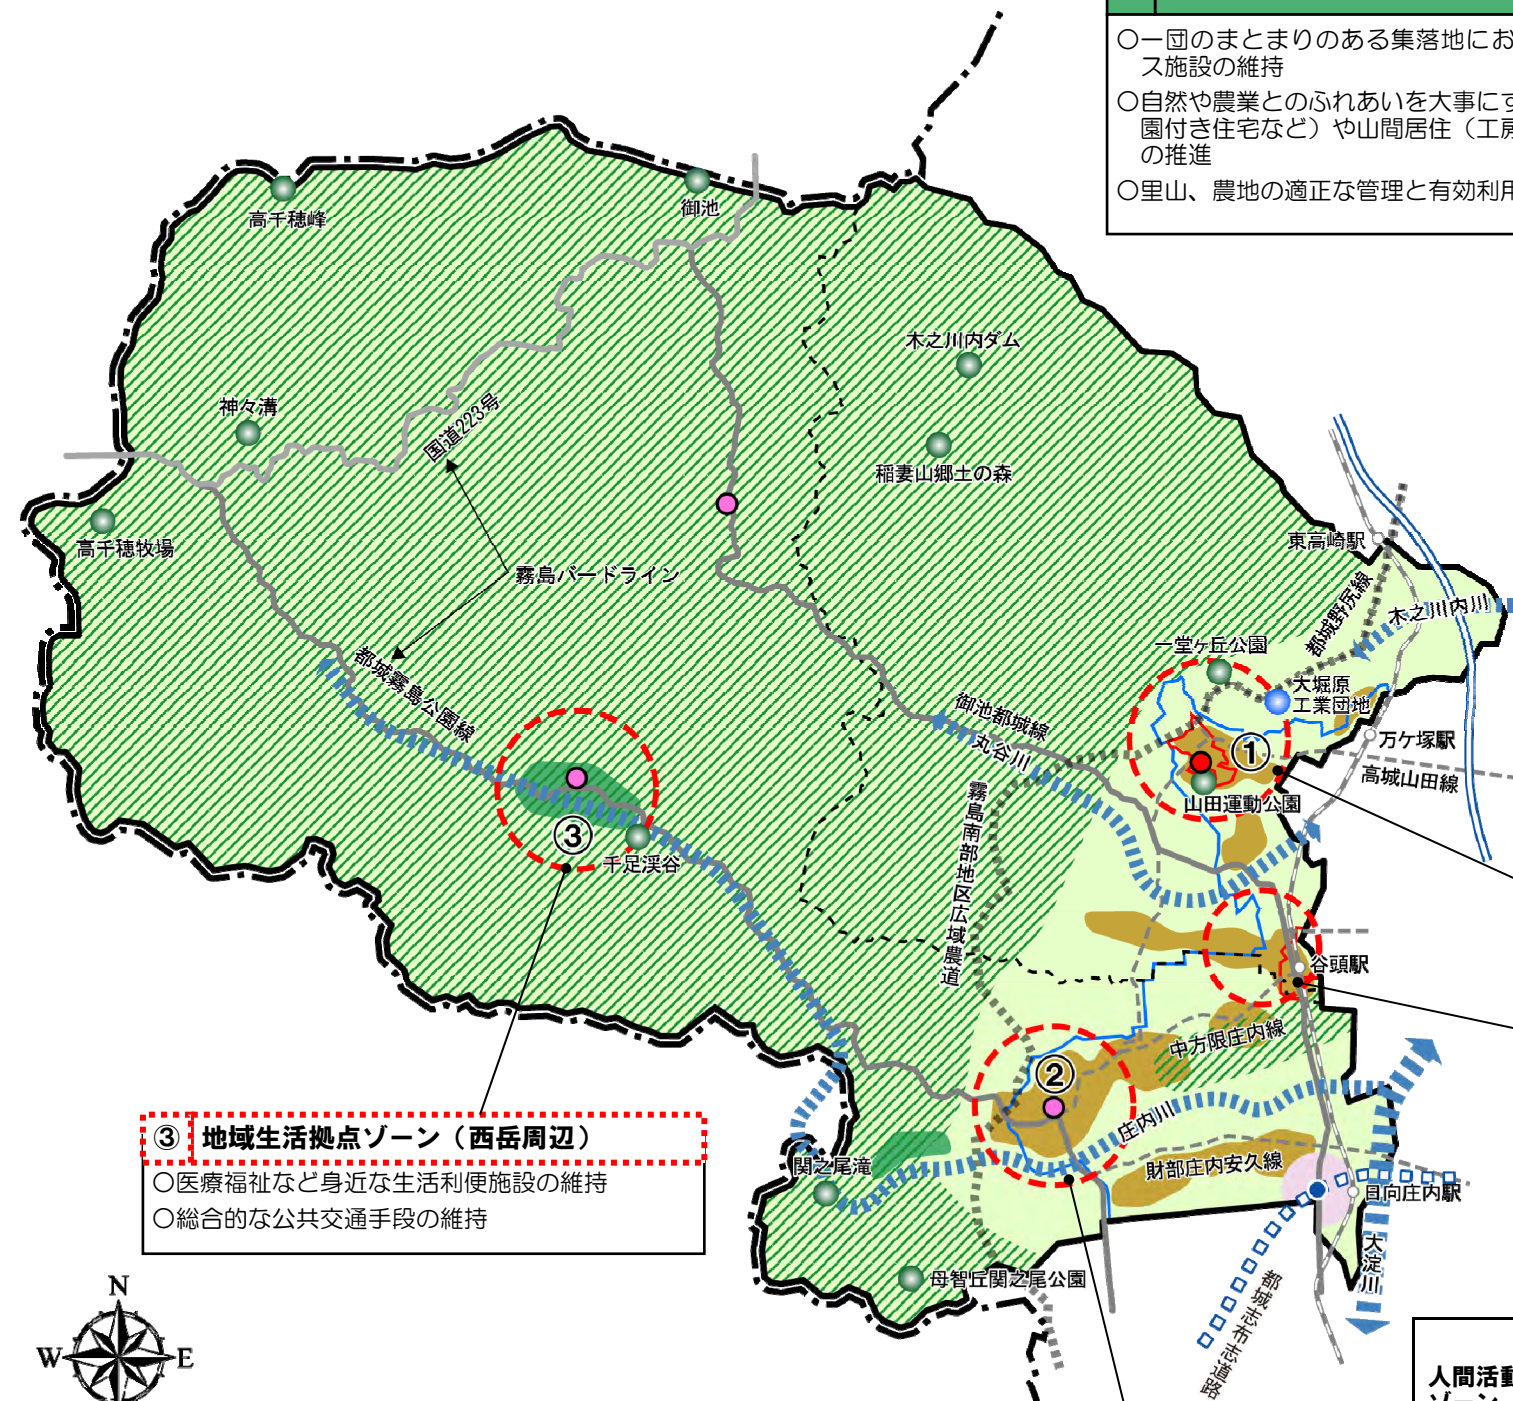 〇一団のまとまりのある集落地にお
ス施設の維持
〇自然や農業とのふれあいを大事にす
園付き住宅など）や山間居住（工房
の推進
〇里山、農地の適正な管理と有効利用
高千穂峰
御池
木之川内ダム
神々溝
国道223号
稲妻山郷土の森
高千穂牧場
霧島バードライン
東高崎駅
都城野尻線
木之川内川
一堂ヶ丘公園
都城霧島公園線
大堀原
工業団地
御池都城線
丸谷川
万ケ塚駅
①
高城山田線
山田運動公園
霧島南部地区広域農道
③
千足渓谷
谷頭駅
中方限庄内線
②
庄内川
③ 地域生活拠点ゾーン（西岳周辺）
〇医療福祉など身近な生活利便施設の維持
〇総合的な公共交通手段の維持
関之尾滝
財部庄内安久線
日向庄内駅
大淀川
母智丘関之尾公園
都城志布志道路
N
W
E
人間活動
ゾーン